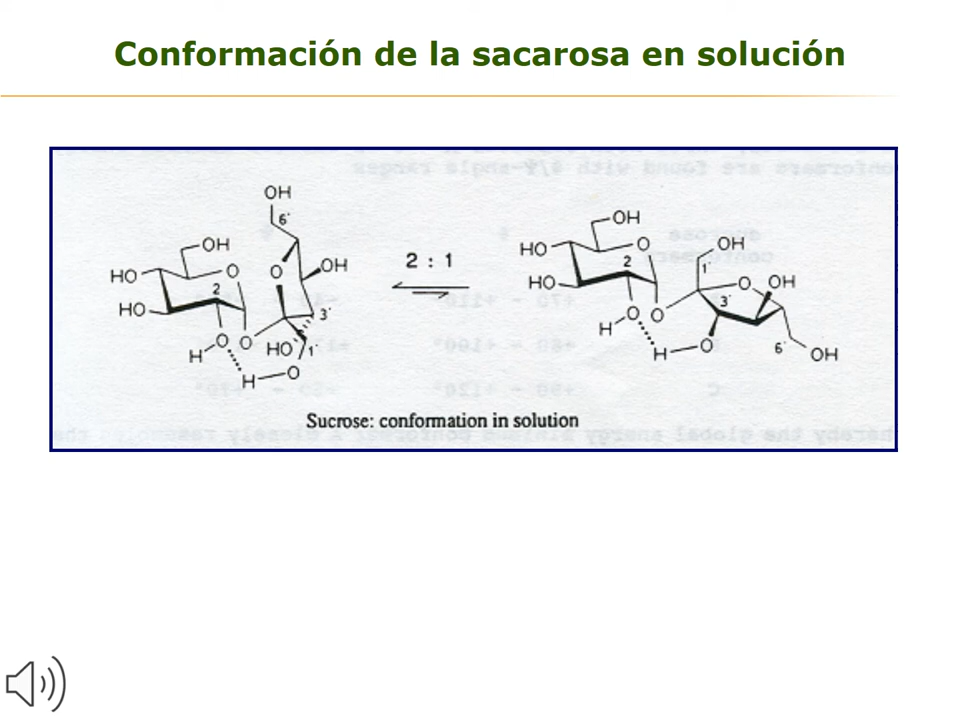 Conformación de la sacarosa en solución
OH
6'
OH
HO
O
O
OH
2
HO
3'
O
O
HO
1'
H
H
O
2 : 1
OH
OH
HO
O
2
1'
HO
O
OH
3'
O
O
H
H
O
6'
OH
Sucrose: conformation in solution